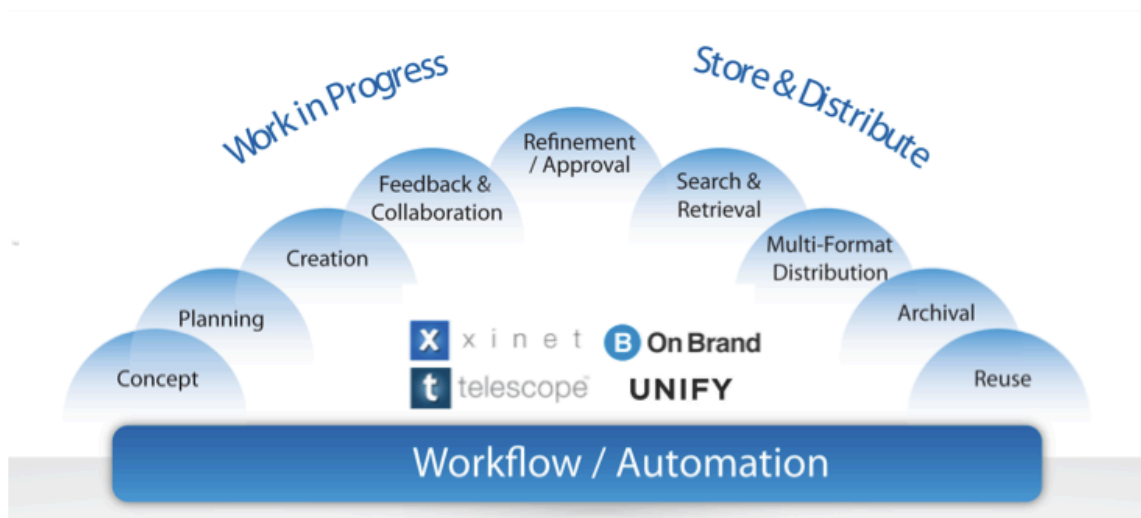 Work in Progress
Store & Distribute
Refinement
/ Approval
Feedback &
Collaboration
Search &
Retrieval
Creation
Multi-Format
Distribution
Planning
Archival
Concept
Reuse
x xinet
B On Brand
t telescope™
UNIFY
Workflow / Automation